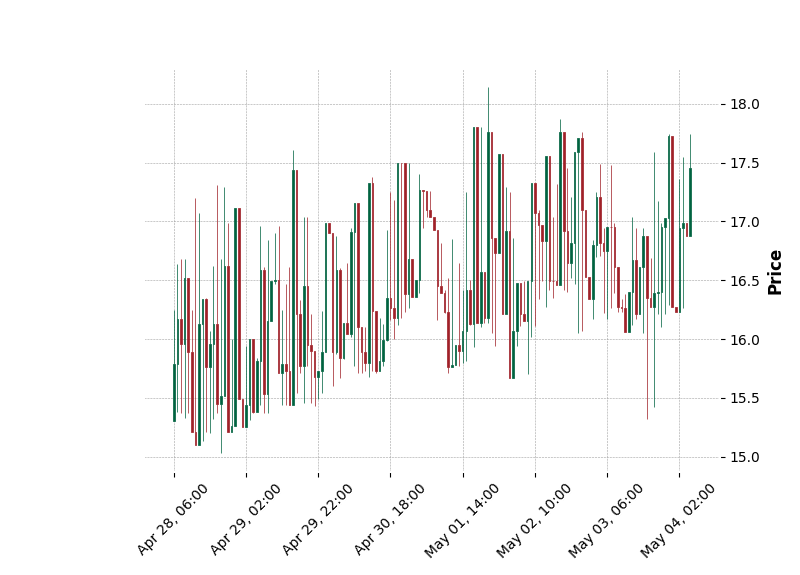 18.0
17.5
17.0
16.5
16.0
15.5
15.0
Price
Apr 28, 06:00
Apr 29, 02:00
Apr 29, 22:00
Apr 30, 18:00
May 01, 14:00
May 02, 10:00
May 03, 06:00
May 04, 02:00